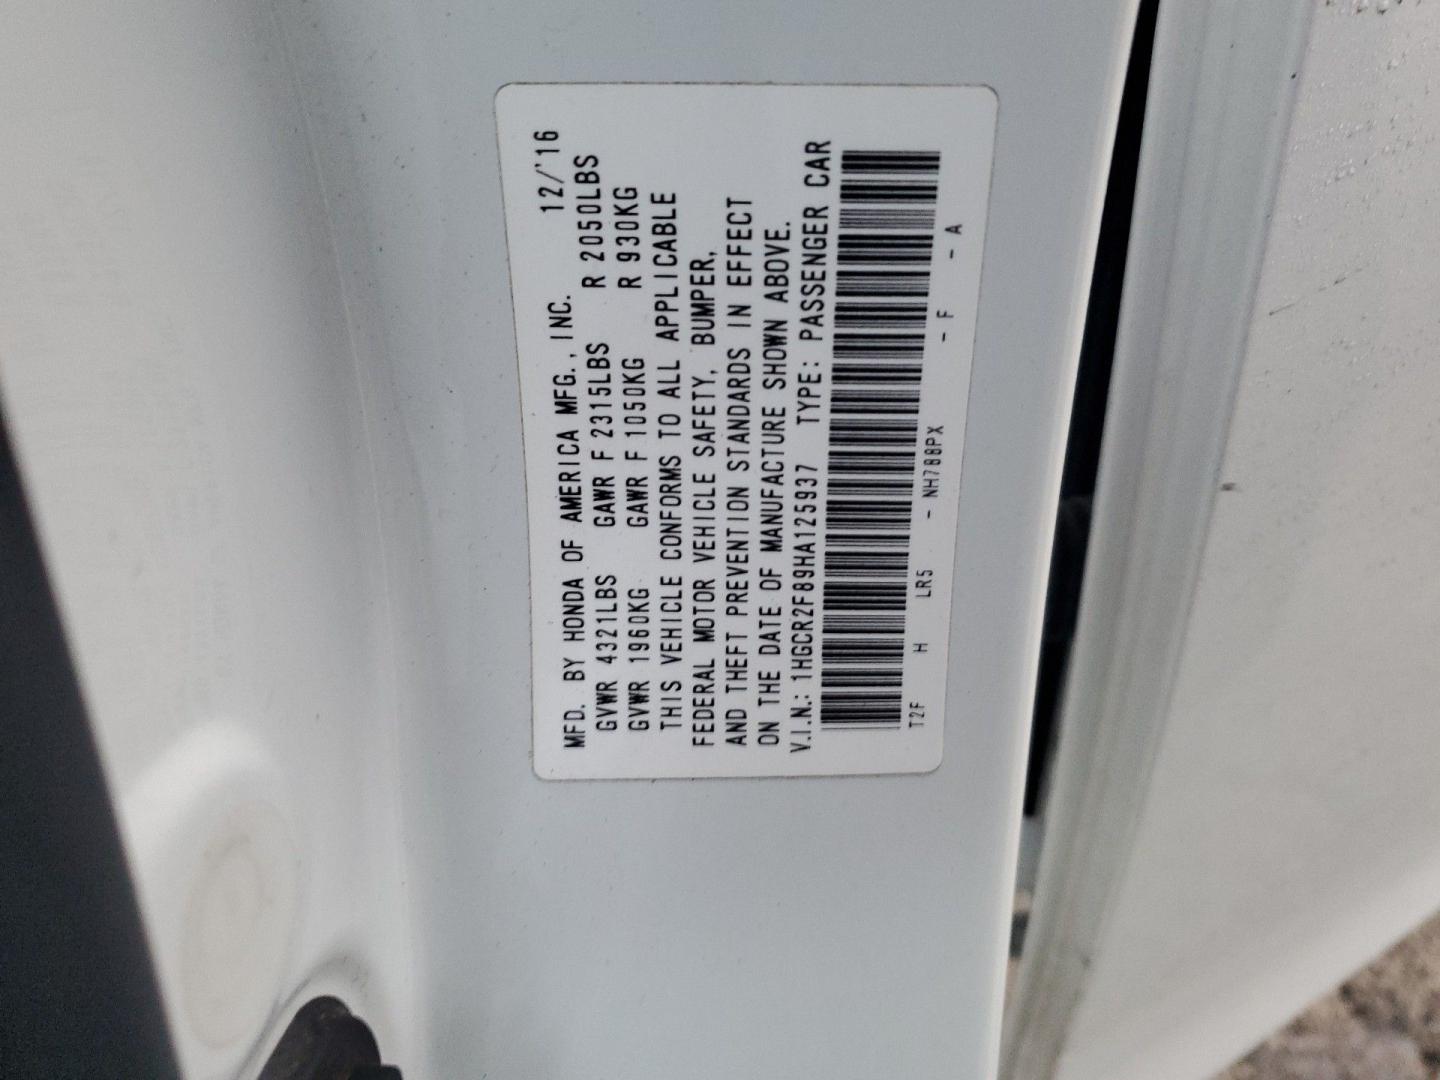 12/'16
MFD. BY HONDA OF AMERICA MFG., INC.
GVWR 4321LBS GAWR F 2315LBS R 2050LBS
GVWR 1960KG GAWR F 1050KG R 930KG
THIS VEHICLE CONFORMS TO ALL APPLICABLE
FEDERAL MOTOR VEHICLE SAFETY, BUMPER,
AND THEFT PREVENTION STANDARDS IN EFFECT
ON THE DATE OF MANUFACTURE SHOWN ABOVE.
V.I.N.: 1HGCR2F89HA125937 TYPE: PASSENGER CAR
T2F H LR5 - NH788PX - F - A